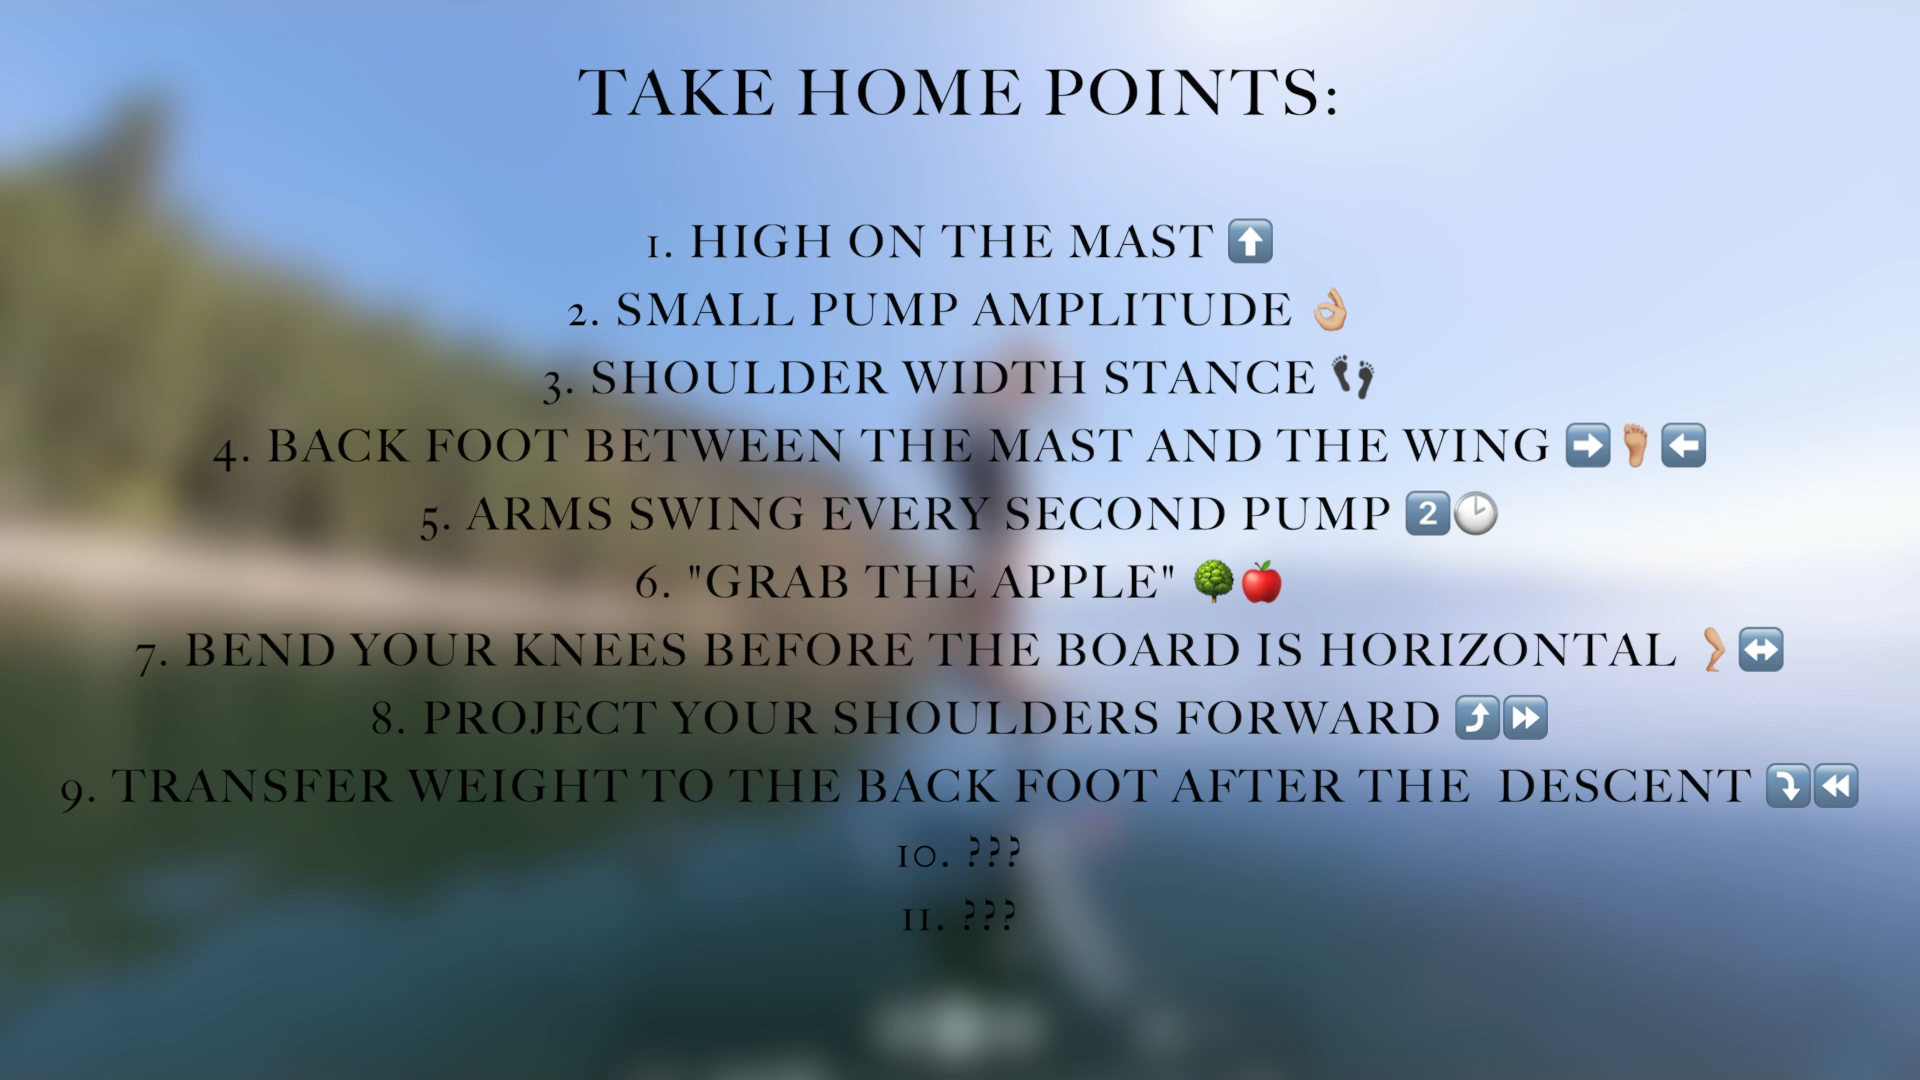 TAKE HOME POINTS:
1. HIGH ON THE MAST ⬆️
2. SMALL PUMP AMPLITUDE 👌🏼
3. SHOULDER WIDTH STANCE 👣
4. BACK FOOT BETWEEN THE MAST AND THE WING ➡️🦶🏼⬅️
5. ARMS SWING EVERY SECOND PUMP 2️⃣🕑
6. "GRAB THE APPLE" 🌳🍎
7. BEND YOUR KNEES BEFORE THE BOARD IS HORIZONTAL 🦵🏼↔️
8. PROJECT YOUR SHOULDERS FORWARD ⤴️⏩
9. TRANSFER WEIGHT TO THE BACK FOOT AFTER THE DESCENT ⤵️⏪
10. ???
11. ???